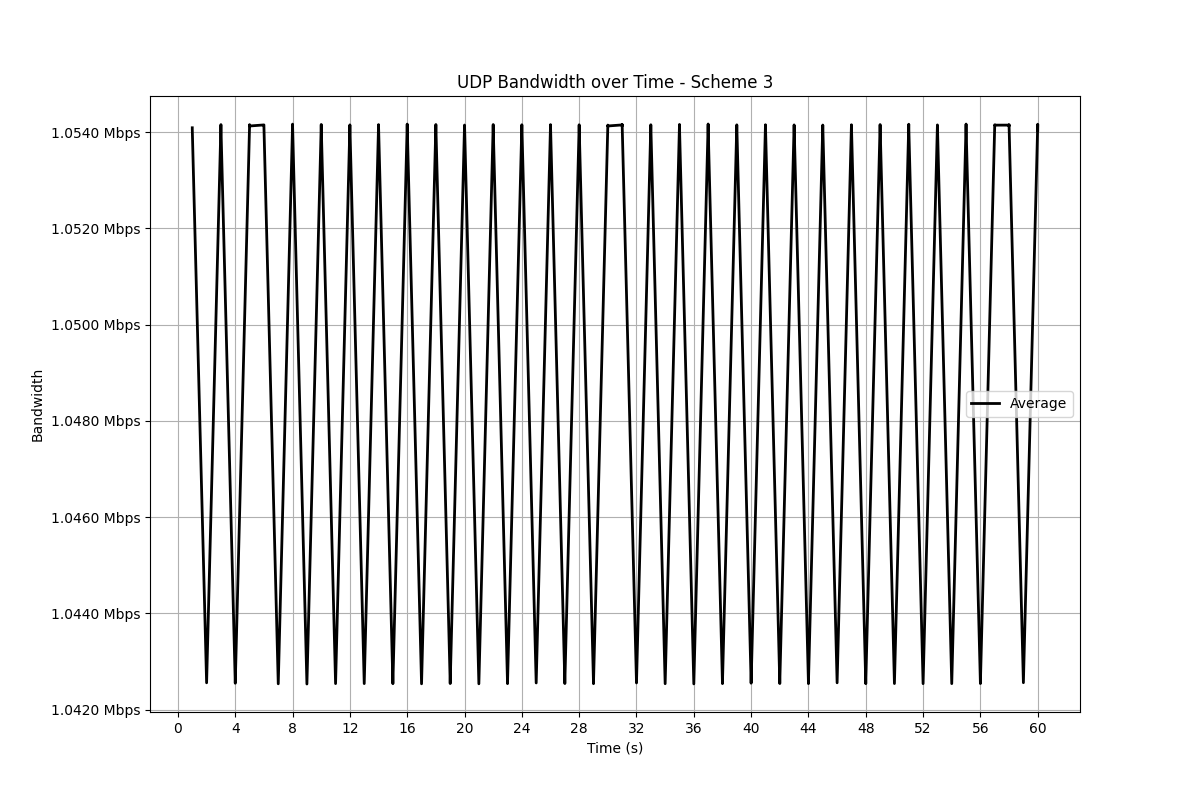 UDP Bandwidth over Time - Scheme 3
1.0540 Mbps
1.0520 Mbps
1.0500 Mbps
1.0480 Mbps
1.0460 Mbps
1.0440 Mbps
1.0420 Mbps
Bandwidth
Average
0 4 8 12 16 20 24 28 32 36 40 44 48 52 56 60
Time (s)